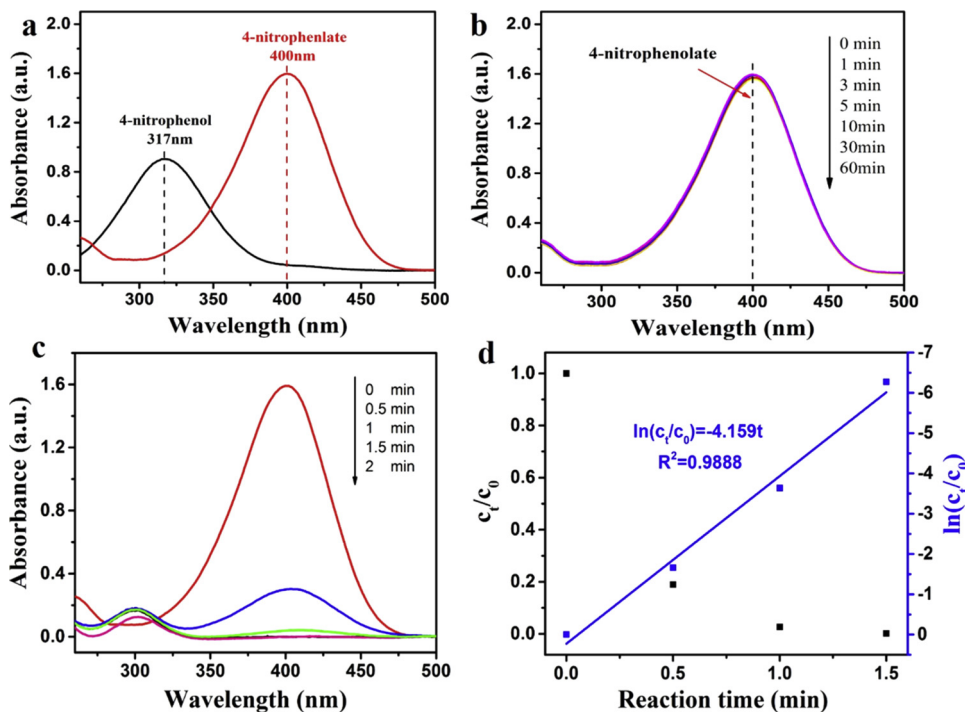 a
2.0
1.6
1.2
0.8
0.4
0.0
Absorbance (a.u.)
4-nitrophenlate
400nm
4-nitrophenol
317nm
300
350
400
450
500
Wavelength (nm)
b
2.0
1.6
1.2
0.8
0.4
0.0
Absorbance (a.u.)
4-nitrophenolate
0 min
1 min
3 min
5 min
10min
30min
60min
300
350
400
450
500
Wavelength (nm)
c
1.6
1.2
0.8
0.4
0.0
Absorbance (a.u.)
0 min
0.5 min
1 min
1.5 min
2 min
300
350
400
450
500
Wavelength (nm)
d
1.0
0.8
0.6
0.4
0.2
0.0
cₜ/c₀
ln(cₜ/c₀)=-4.159t
R²=0.9888
-7
-6
-5
-4
-3
-2
-1
0
ln(cₜ/c₀)
0.0
0.5
1.0
1.5
Reaction time (min)